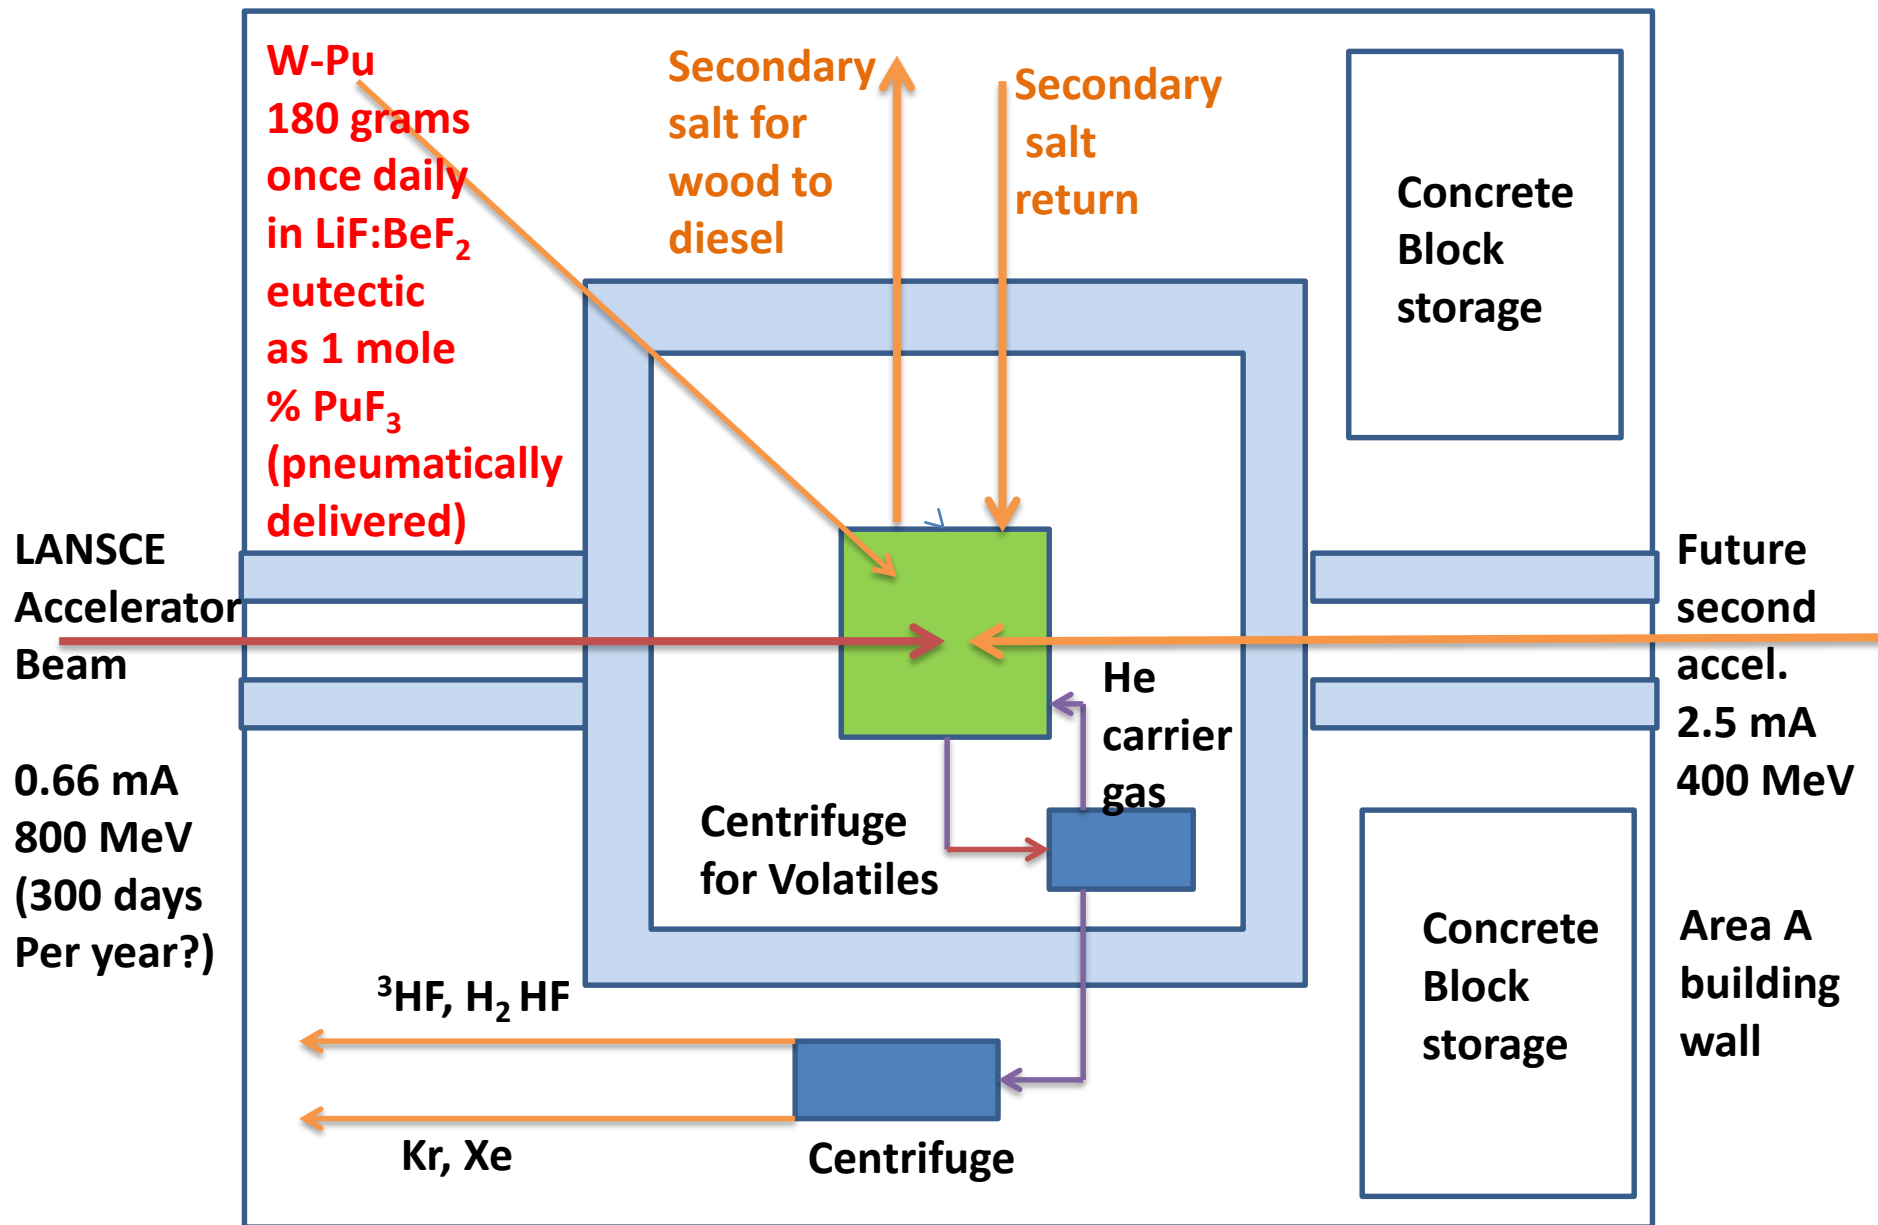 W-Pu
180 grams
once daily
in LiF:BeF₂
eutectic
as 1 mole
% PuF₃
(pneumatically
delivered)
Secondary
salt for
wood to
diesel
Secondary
salt
return
Concrete
Block
storage
LANSCE
Accelerator
Beam
0.66 mA
800 MeV
(300 days
Per year?)
Future
second
accel.
2.5 mA
400 MeV
He
carrier
gas
Centrifuge
for Volatiles
³HF, H₂ HF
Kr, Xe
Centrifuge
Concrete
Block
storage
Area A
building
wall